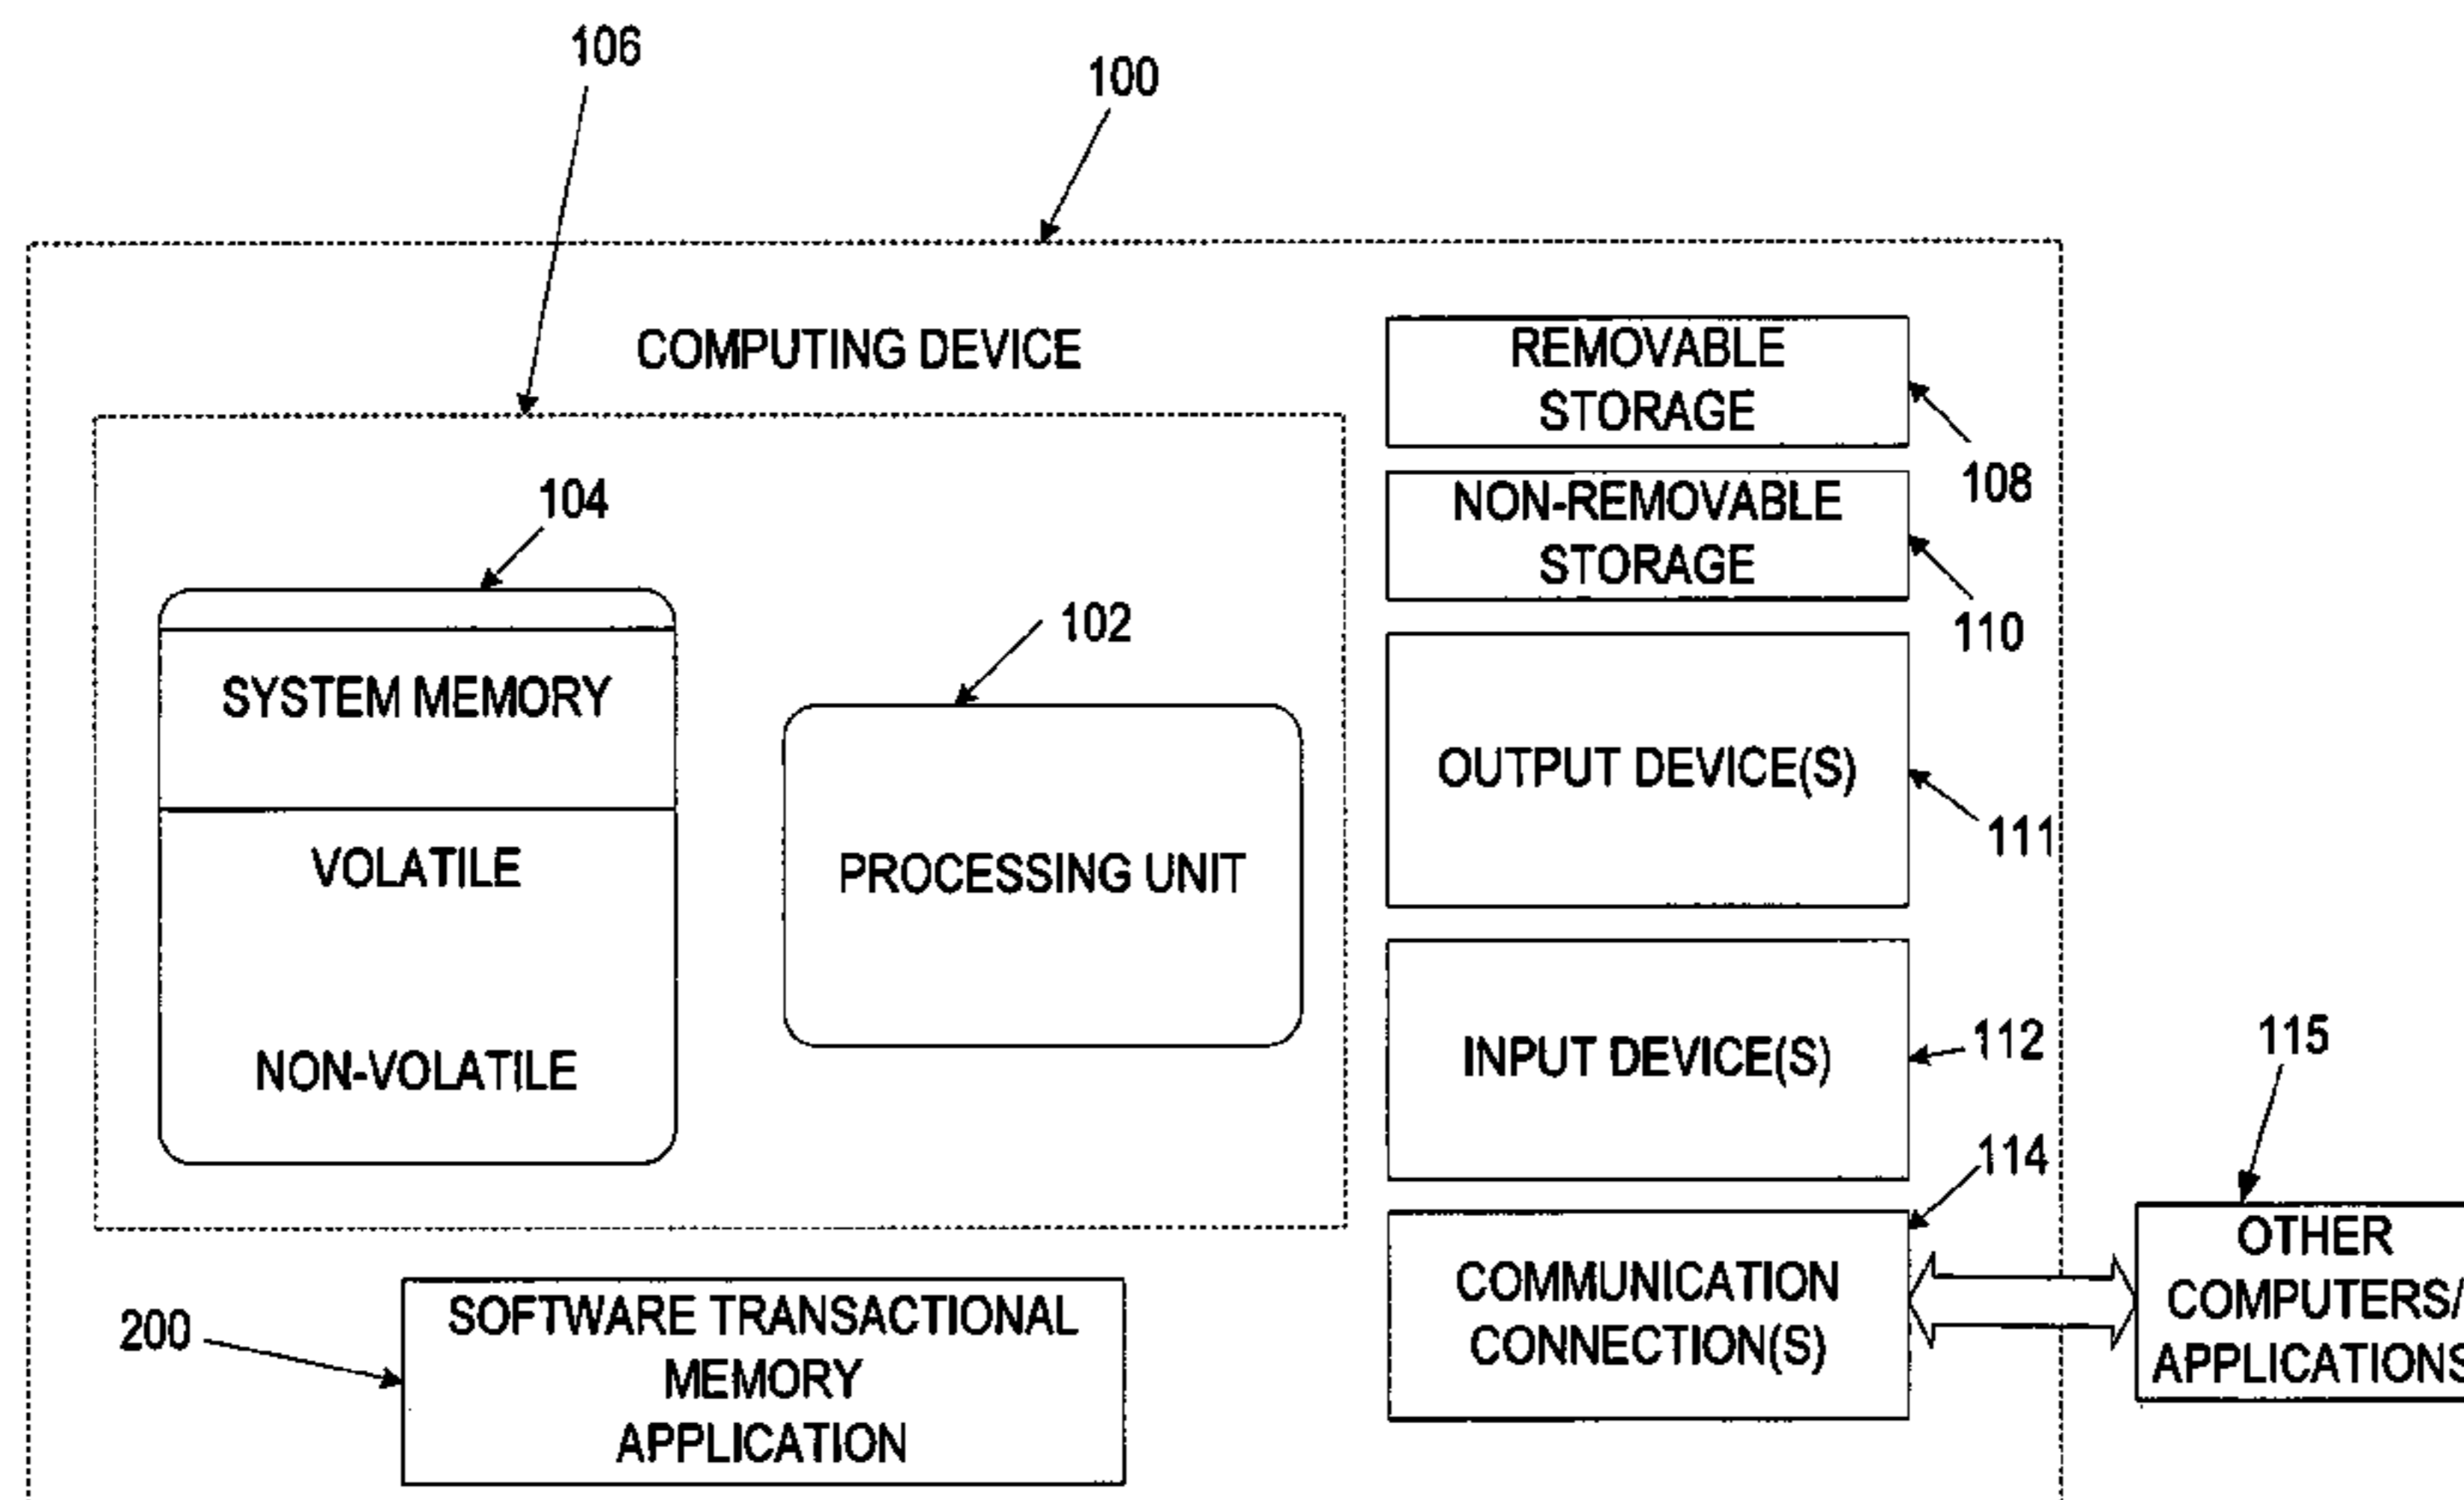 106
100
COMPUTING DEVICE
REMOVABLE
STORAGE
108
NON-REMOVABLE
STORAGE
110
104
SYSTEM MEMORY
VOLATILE
NON-VOLATILE
102
PROCESSING UNIT
OUTPUT DEVICE(S)
111
INPUT DEVICE(S)
112
114
COMMUNICATION
CONNECTION(S)
115
OTHER
COMPUTERS/
APPLICATIONS
200
SOFTWARE TRANSACTIONAL
MEMORY
APPLICATION